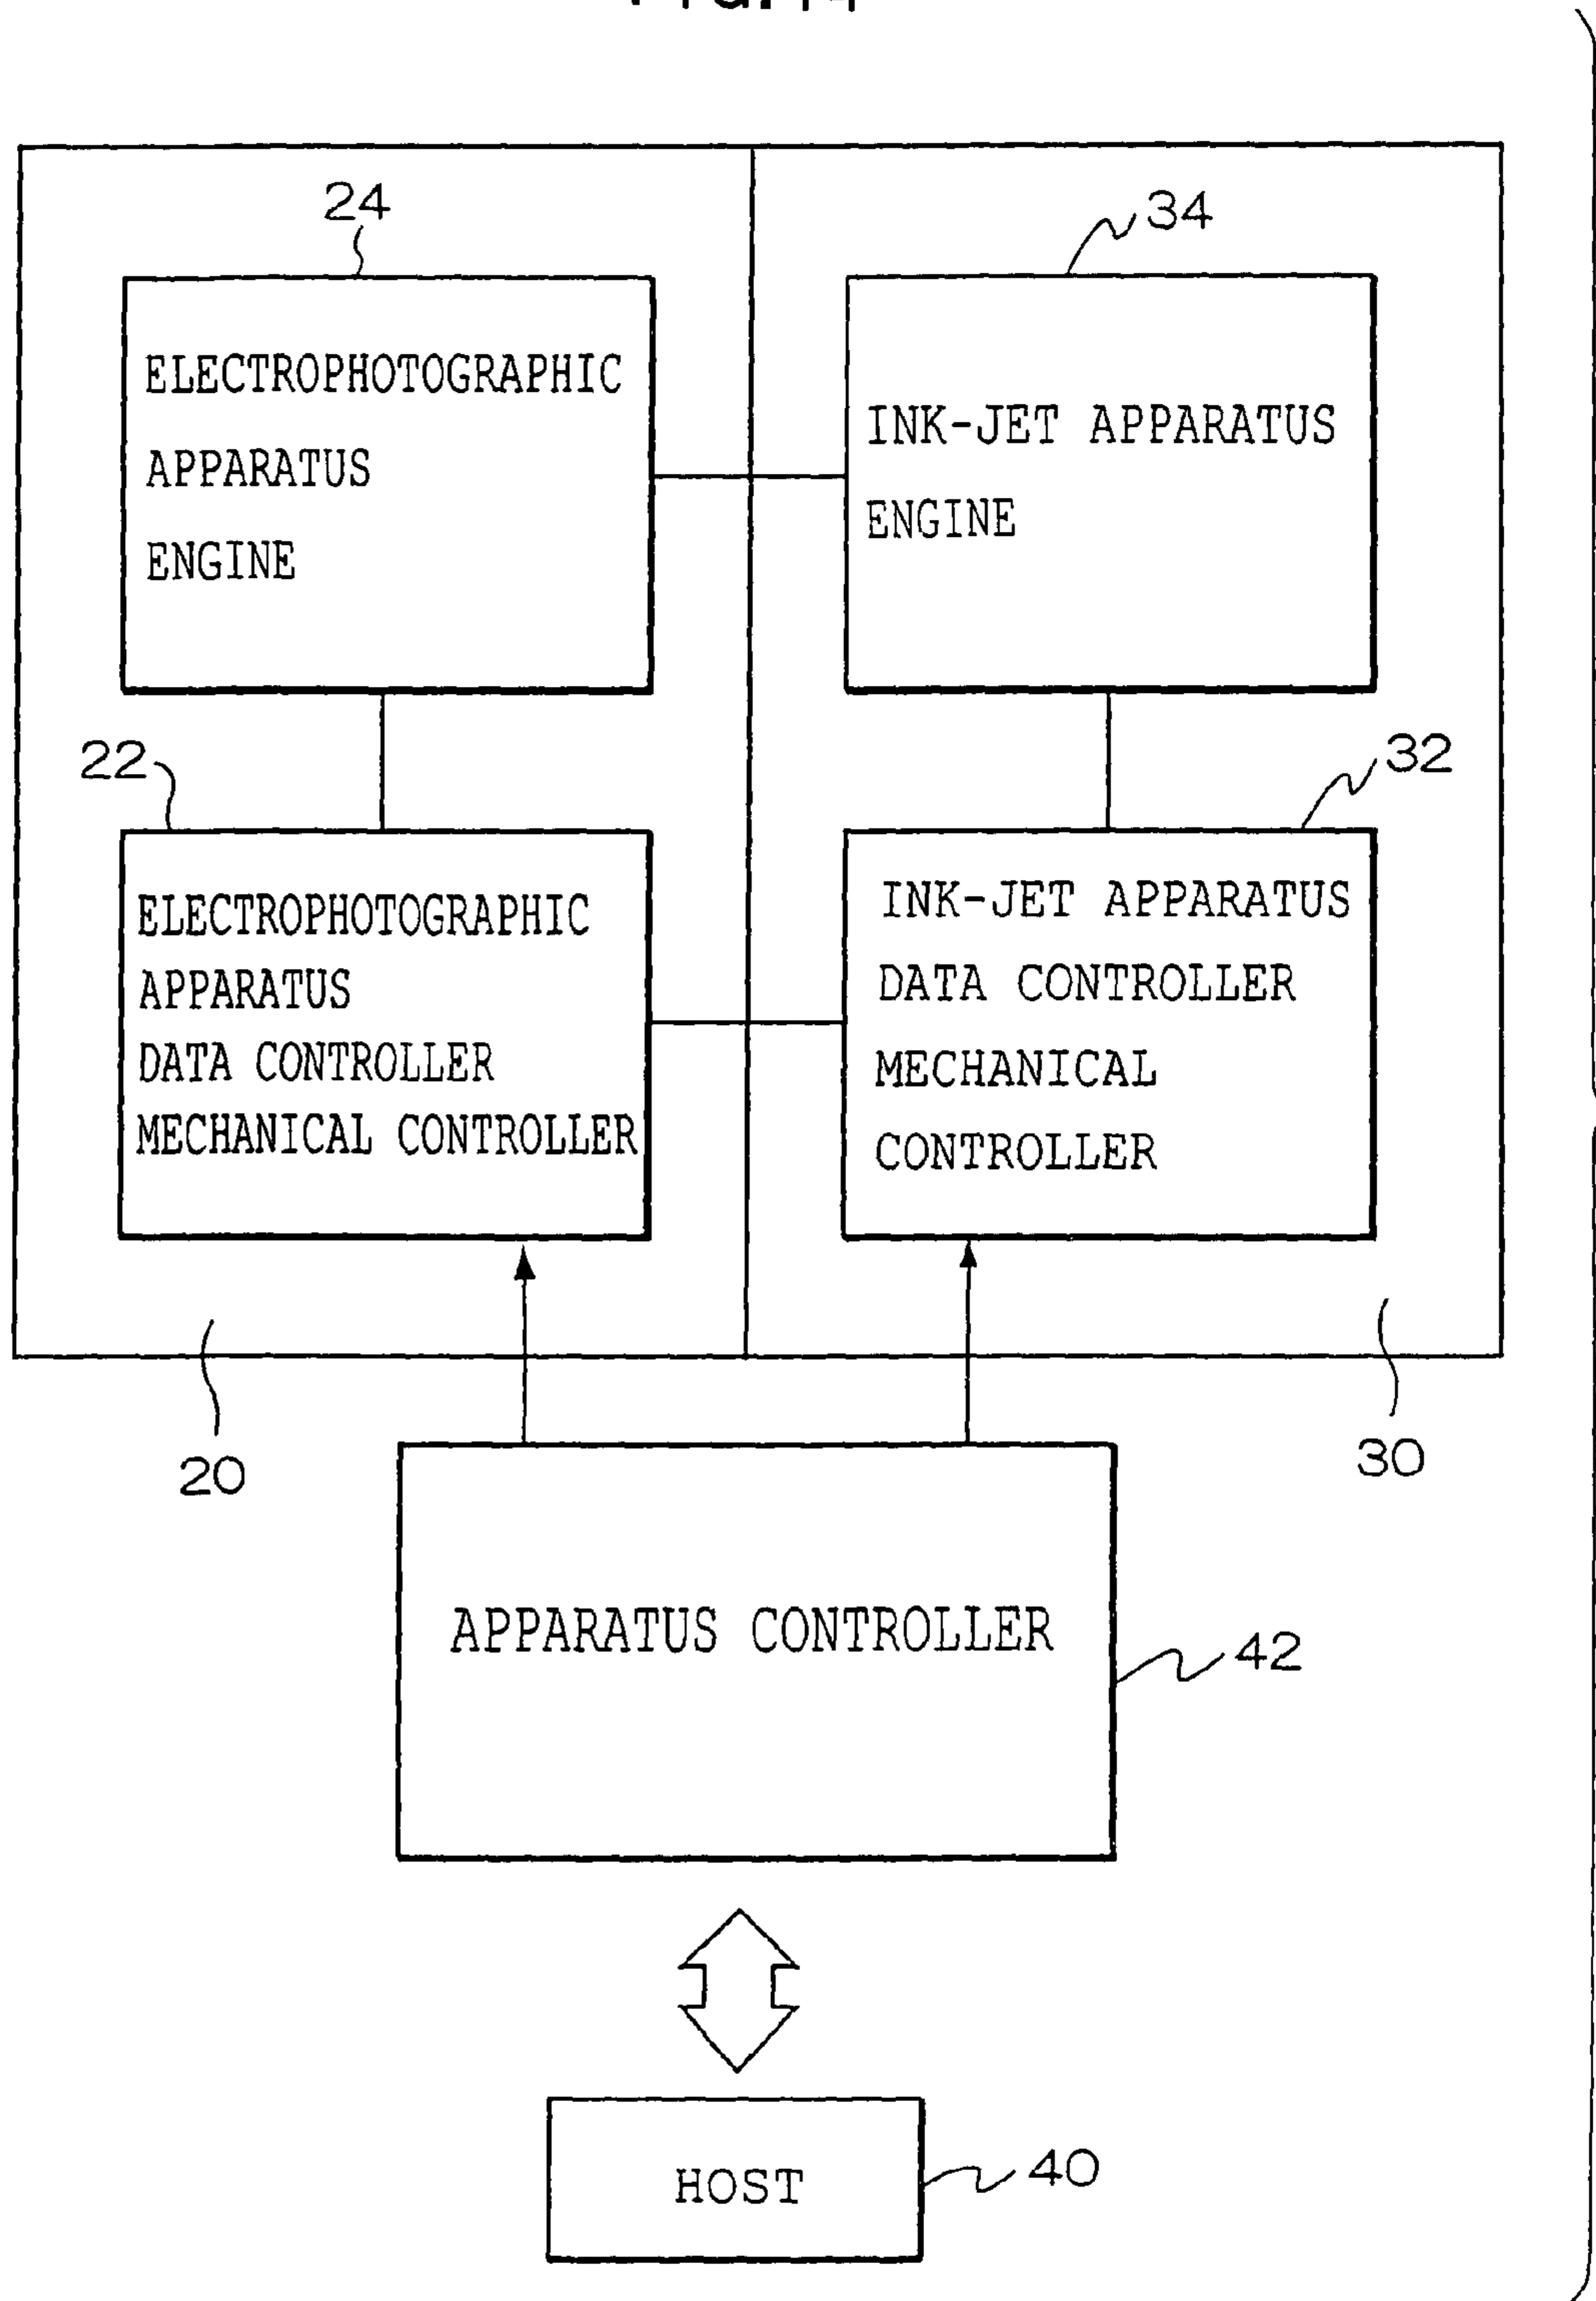 24
34
ELECTROPHOTOGRAPHIC
APPARATUS
ENGINE
INK-JET APPARATUS
ENGINE
22
32
ELECTROPHOTOGRAPHIC
APPARATUS
DATA CONTROLLER
MECHANICAL CONTROLLER
INK-JET APPARATUS
DATA CONTROLLER
MECHANICAL
CONTROLLER
20
30
APPARATUS CONTROLLER
42
HOST
40